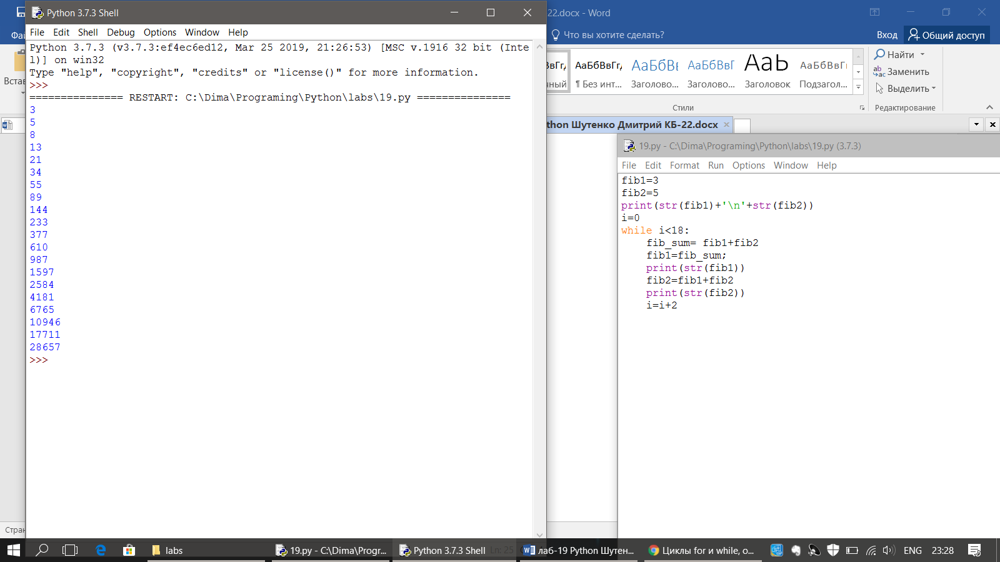 Python 3.7.3 Shell
22.docx - Word
File Edit Shell Debug Options Window Help
Что вы хотите сделать?
Вход
Общий доступ
Python 3.7.3 (v3.7.3:ef4ec6ed12, Mar 25 2019, 21:26:53) [MSC v.1916 32 bit (Inte
l)] on win32
Type "help", "copyright", "credits" or "license()" for more information.
>>>
=============== RESTART: C:\Dima\Programing\Python\labs\19.py ===============
3
5
8
13
21
34
55
89
144
233
377
610
987
1597
2584
4181
6765
10946
17711
28657
>>>
АаБбВвГг, АаБбВв АаБбВвГ АаЬ АаБбВвГг
¶ Без инт... Заголово... Заголово... Заголовок Подзагол...
Стили
Найти
Заменить
Выделить
Редактирование
thon Шутенко Дмитрий КБ-22.docx
19.py - C:\Dima\Programing\Python\labs\19.py (3.7.3)
File Edit Format Run Options Window Help
fib1=3
fib2=5
print(str(fib1)+'\n'+str(fib2))
i=0
while i<18:
    fib_sum= fib1+fib2
    fib1=fib_sum;
    print(str(fib1))
    fib2=fib1+fib2
    print(str(fib2))
    i=i+2
labs
19.py - C:\Dima\Progr...
Python 3.7.3 Shell
Ln: 25
лаб-19 Python Шутен...
Циклы for и while, о...
ENG
23:28